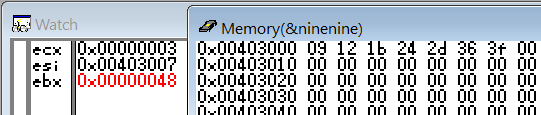 Watch
ecx 0x00000003
esi 0x00403007
ebx 0x00000048
Memory(&ninenine)
0x00403000 09 12 1b 24 2d 36 3f 00
0x00403010 00 00 00 00 00 00 00 00
0x00403020 00 00 00 00 00 00 00 00
0x00403030 00 00 00 00 00 00 00 00
0x00403040 00 00 00 00 00 00 00 00